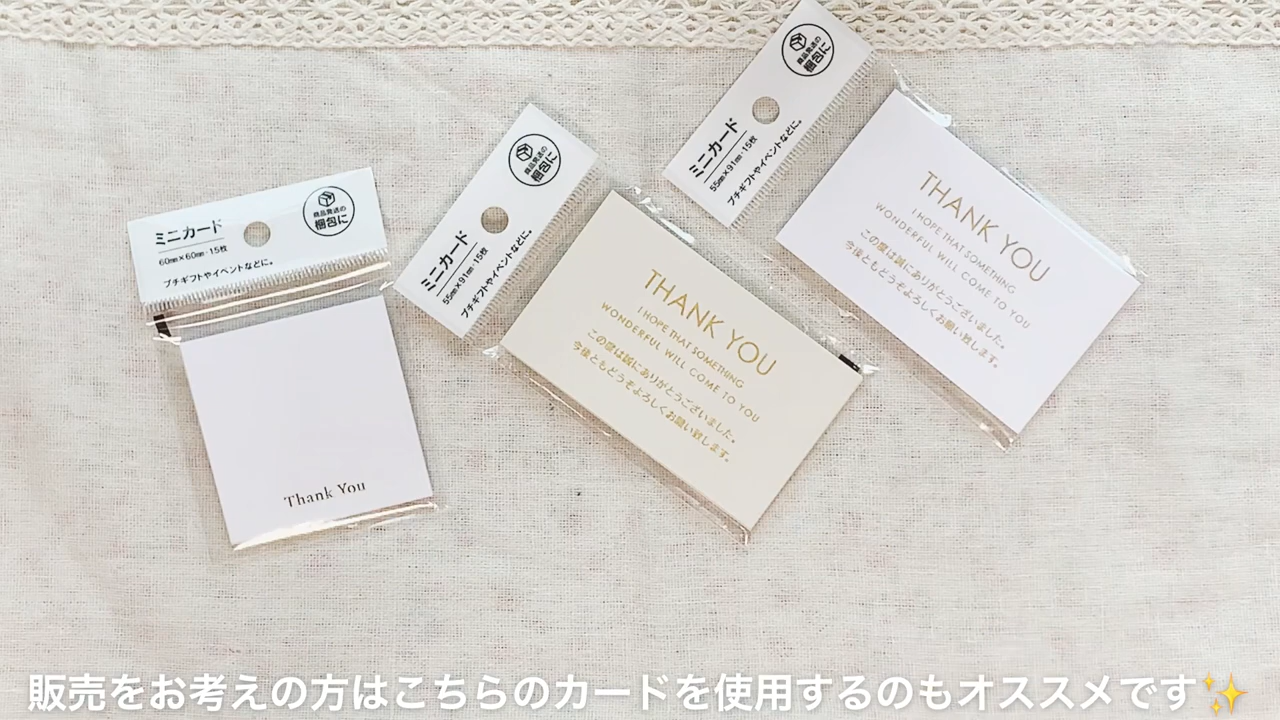 ミニカード
60㎜×60㎜・15枚
プチギフトやイベントなどに。
商品発送の
梱包に
Thank You
ミニカード
55㎜×91㎜・15枚
プチギフトやイベントなどに。
商品発送の
梱包に
THANK YOU
I HOPE THAT SOMETHING
WONDERFUL WILL COME TO YOU
この度は誠にありがとうございました。
今後ともどうぞよろしくお願い致します。
ミニカード
55㎜×91㎜・15枚
プチギフトやイベントなどに。
商品発送の
梱包に
THANK YOU
I HOPE THAT SOMETHING
WONDERFUL WILL COME TO YOU
この度は誠にありがとうございました。
今後ともどうぞよろしくお願い致します。
販売をお考えの方はこちらのカードを使用するのもオススメです✨